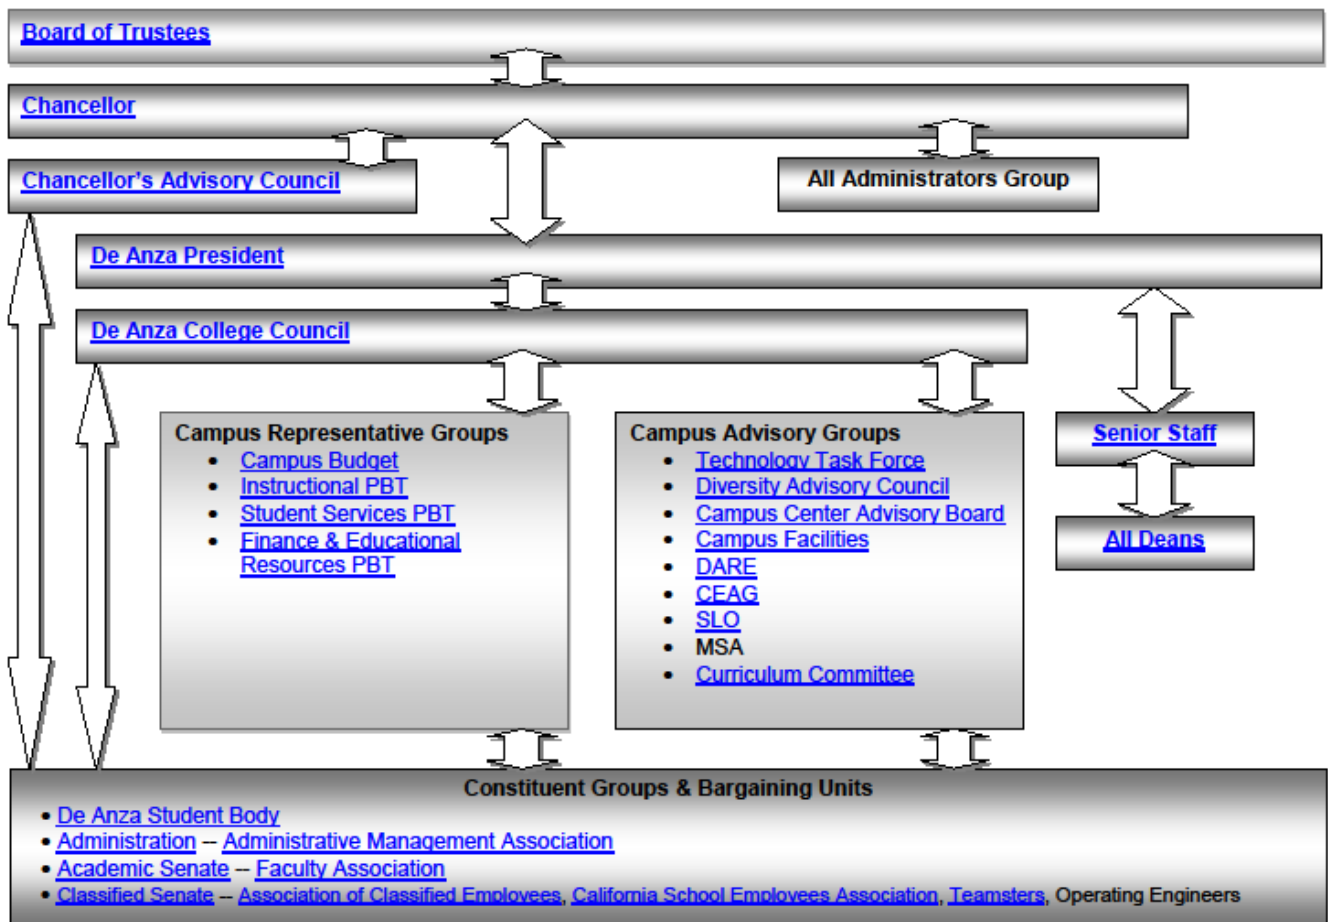 Board of Trustees
Chancellor
Chancellor's Advisory Council
All Administrators Group
De Anza President
De Anza College Council
Campus Representative Groups
• Campus Budget
• Instructional PBT
• Student Services PBT
• Finance & Educational
Resources PBT
Campus Advisory Groups
• Technology Task Force
• Diversity Advisory Council
• Campus Center Advisory Board
• Campus Facilities
• DARE
• CEAG
• SLO
• MSA
• Curriculum Committee
Senior Staff
All Deans
Constituent Groups & Bargaining Units
• De Anza Student Body
• Administration -- Administrative Management Association
• Academic Senate -- Faculty Association
• Classified Senate -- Association of Classified Employees, California School Employees Association, Teamsters, Operating Engineers